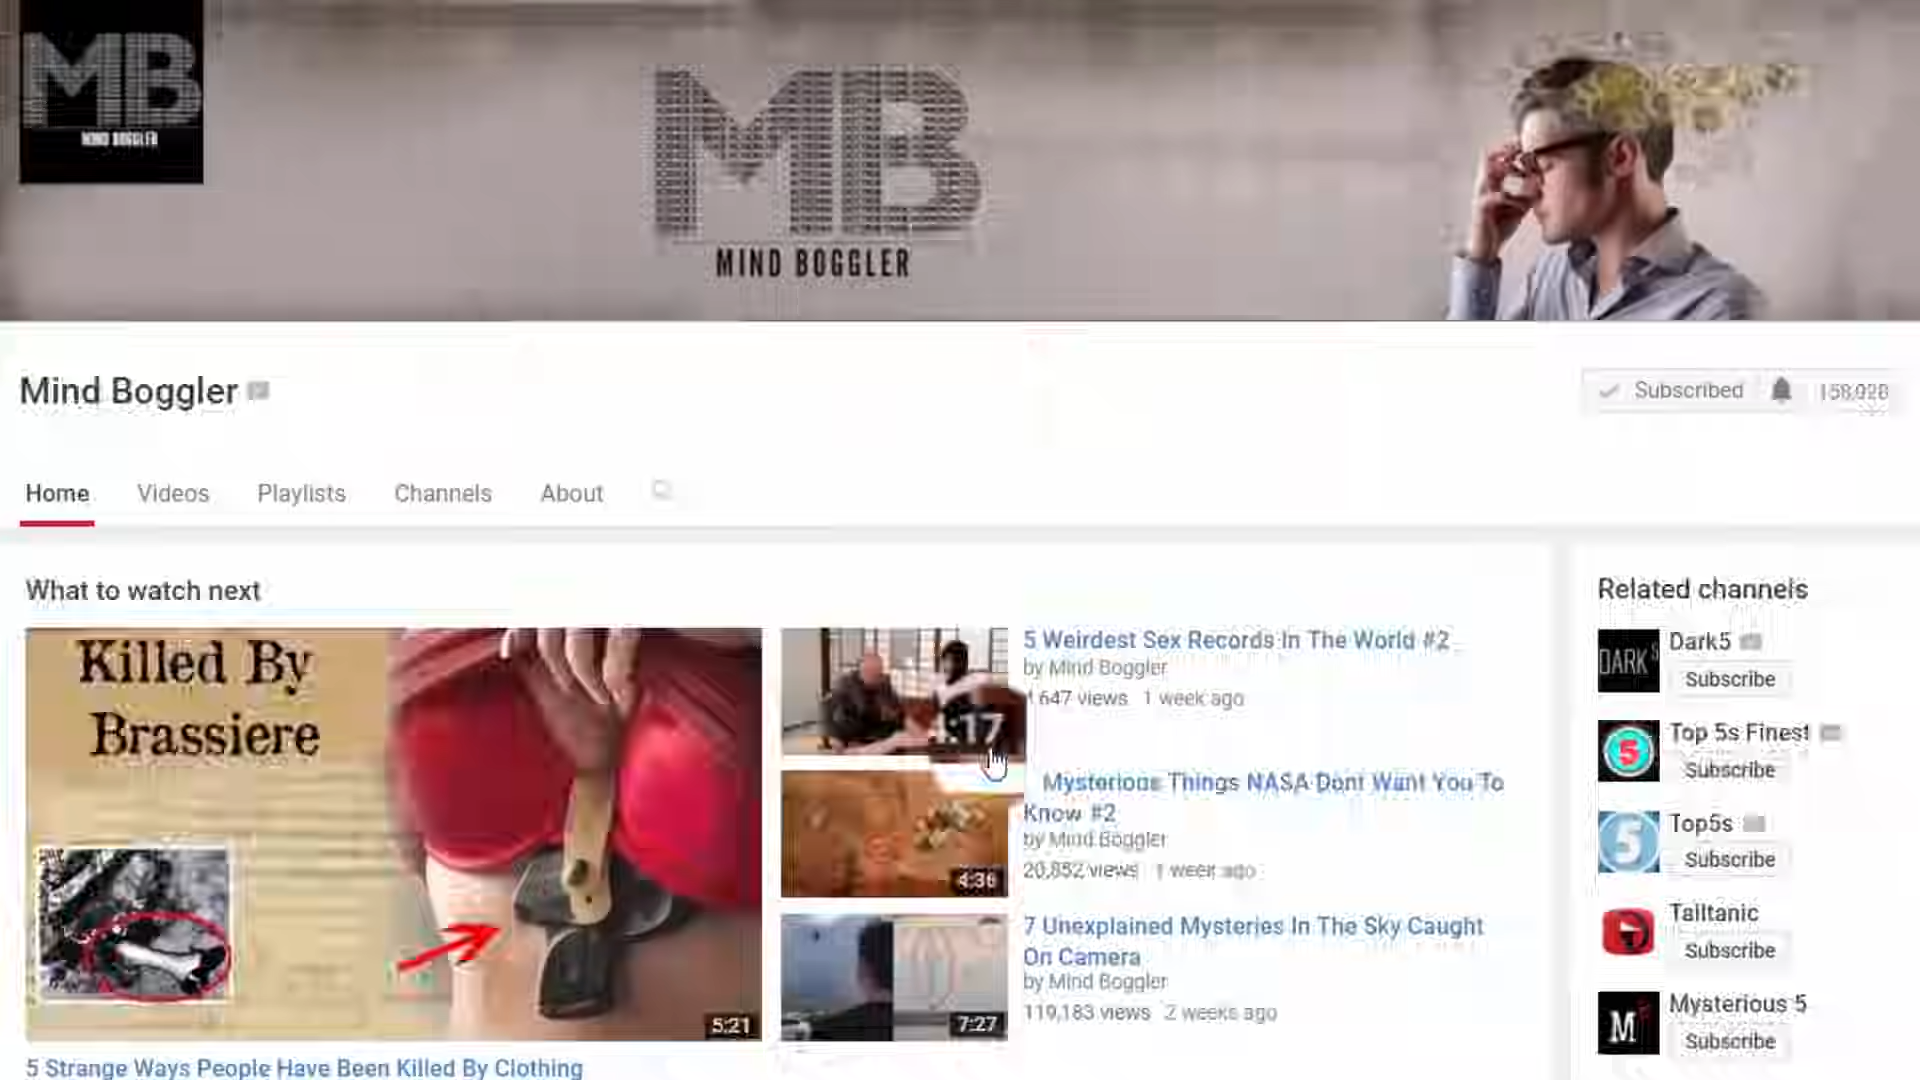 MB
MIND BOGGLER
MB
MIND BOGGLER
Mind Boggler
Subscribed 158,928
Home Videos Playlists Channels About
What to watch next
Killed By
Brassiere
5:21
5 Strange Ways People Have Been Killed By Clothing
:17
5 Weirdest Sex Records In The World #2
by Mind Boggler
647 views 1 week ago
4:36
Mysterious Things NASA Dont Want You To
Know #2
by Mind Boggler
20,852 views 1 week ago
7:27
7 Unexplained Mysteries In The Sky Caught
On Camera
by Mind Boggler
119,183 views 2 weeks ago
Related channels
DARK 5
Dark5
Subscribe
5
Top 5s Finest
Subscribe
5
Top5s
Subscribe
Talltanic
Subscribe
M
Mysterious 5
Subscribe